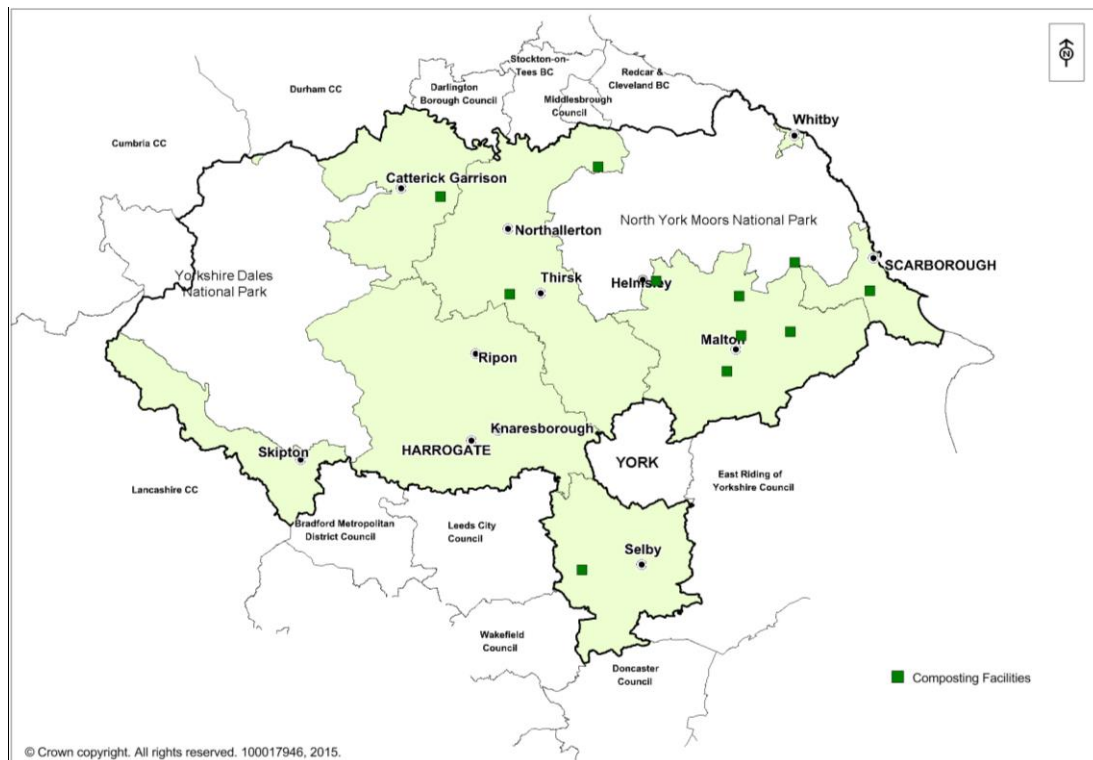 N
Stockton-on-
Tees BC
Redcar &
Cleveland BC
Durham CC
Darlington
Borough Council
Middlesbrough
Council
Whitby
Cumbria CC
Catterick Garrison
North York Moors National Park
Northallerton
SCARBOROUGH
Yorkshire Dales
National Park
Thirsk
Helmsley
Malton
Ripon
Knaresborough
HARROGATE
Skipton
YORK
East Riding of
Yorkshire Council
Lancashire CC
Bradford Metropolitan
District Council
Leeds City
Council
Selby
Wakefield
Council
Doncaster
Council
Composting Facilities
© Crown copyright. All rights reserved. 100017946, 2015.